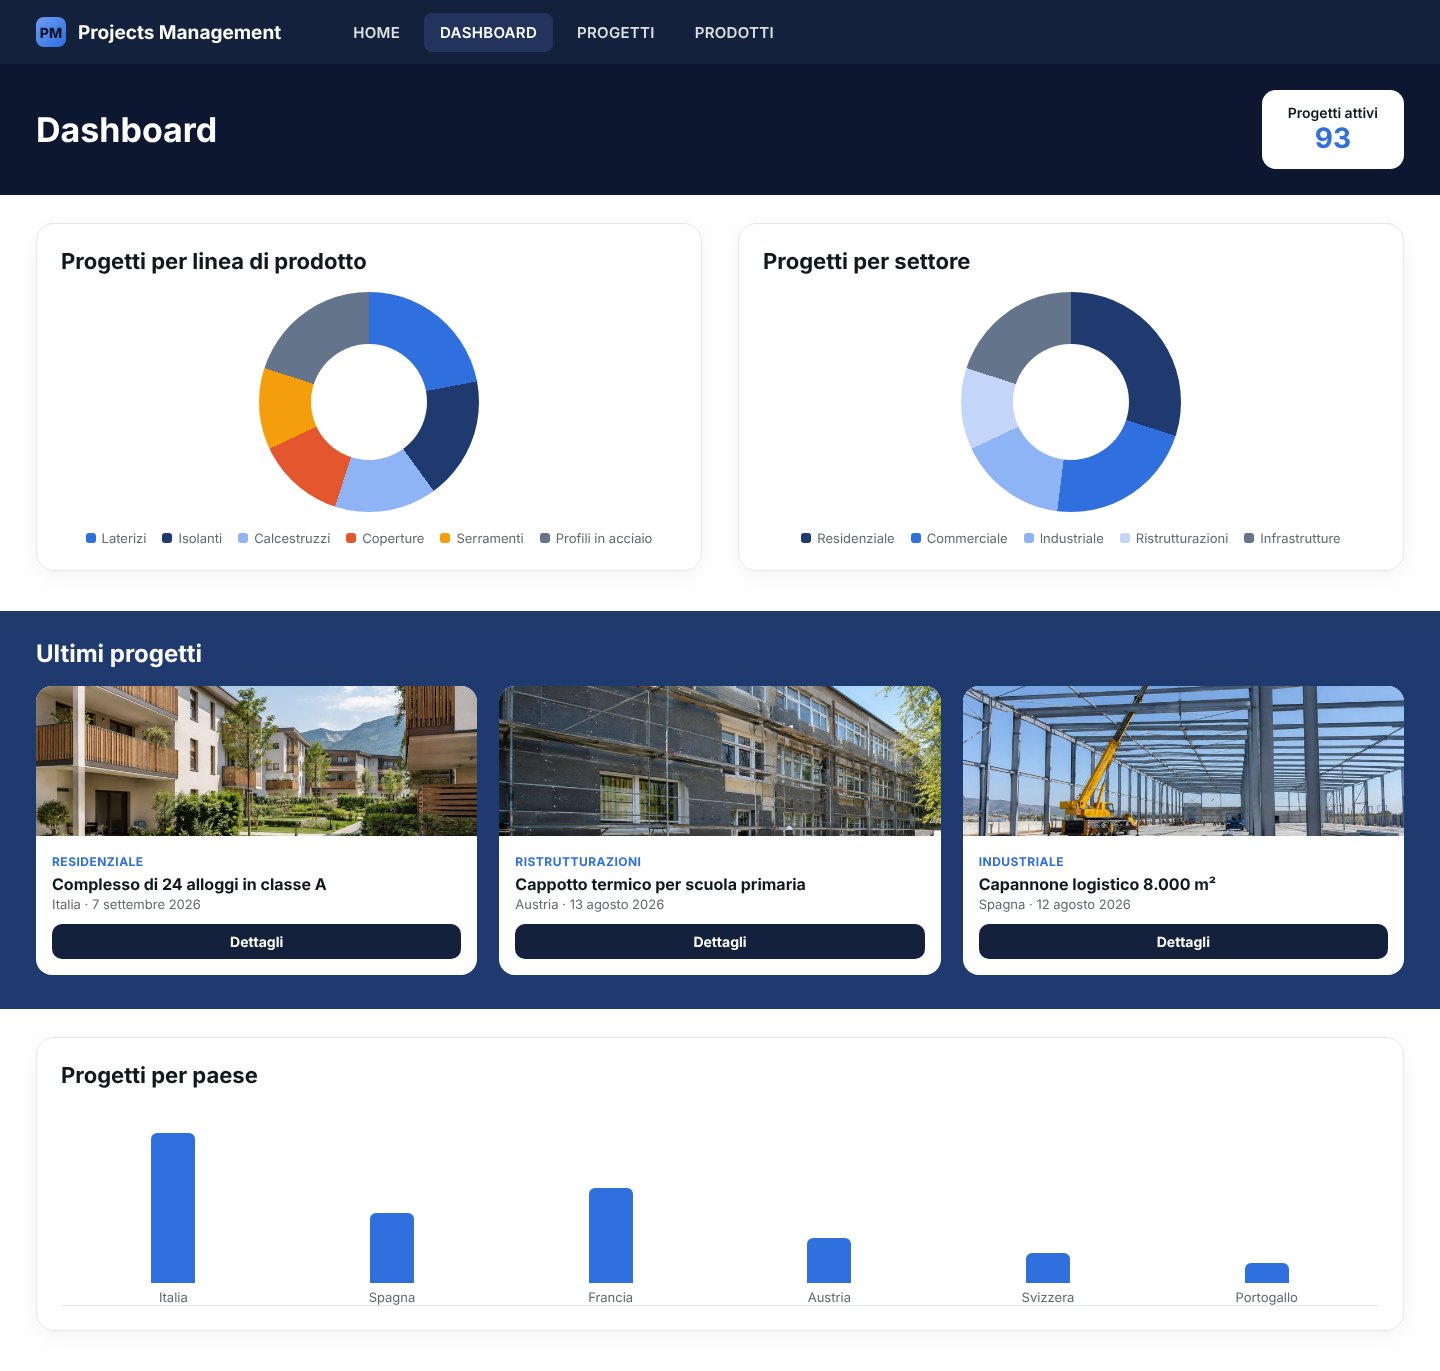 PM Projects Management HOME DASHBOARD PROGETTI PRODOTTI
Dashboard
Progetti attivi
93
Progetti per linea di prodotto
Laterizi Isolanti Calcestruzzi Coperture Serramenti Profili in acciaio
Progetti per settore
Residenziale Commerciale Industriale Ristrutturazioni Infrastrutture
Ultimi progetti
RESIDENZIALE
Complesso di 24 alloggi in classe A
Italia · 7 settembre 2026
Dettagli
RISTRUTTURAZIONI
Cappotto termico per scuola primaria
Austria · 13 agosto 2026
Dettagli
INDUSTRIALE
Capannone logistico 8.000 m²
Spagna · 12 agosto 2026
Dettagli
Progetti per paese
Italia Spagna Francia Austria Svizzera Portogallo